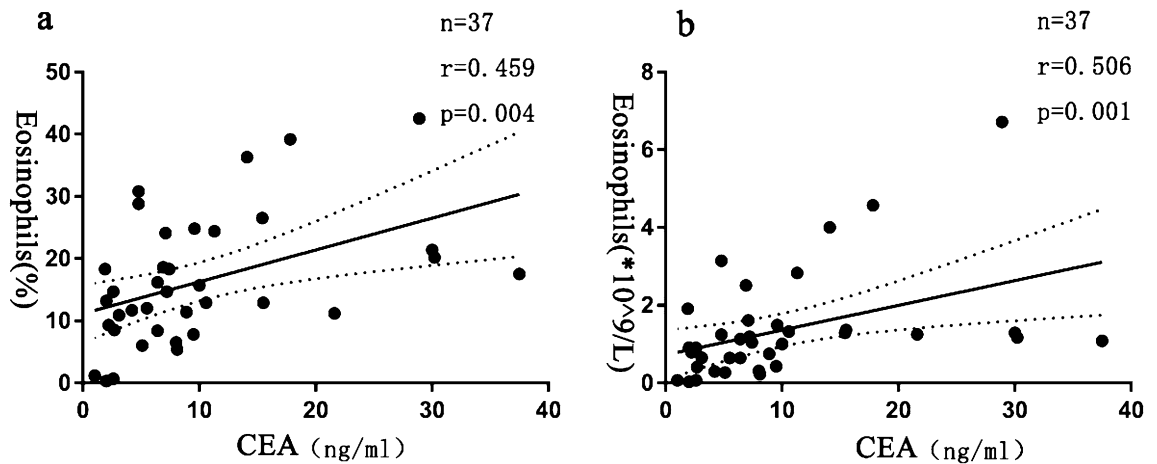 a
n=37
r=0.459
p=0.004
50
40
30
20
10
0
Eosinophils(%)
0 10 20 30 40
CEA（ng/ml）
b
n=37
r=0.506
p=0.001
8
6
4
2
0
Eosinophils(*10^9/L)
0 10 20 30 40
CEA（ng/ml）